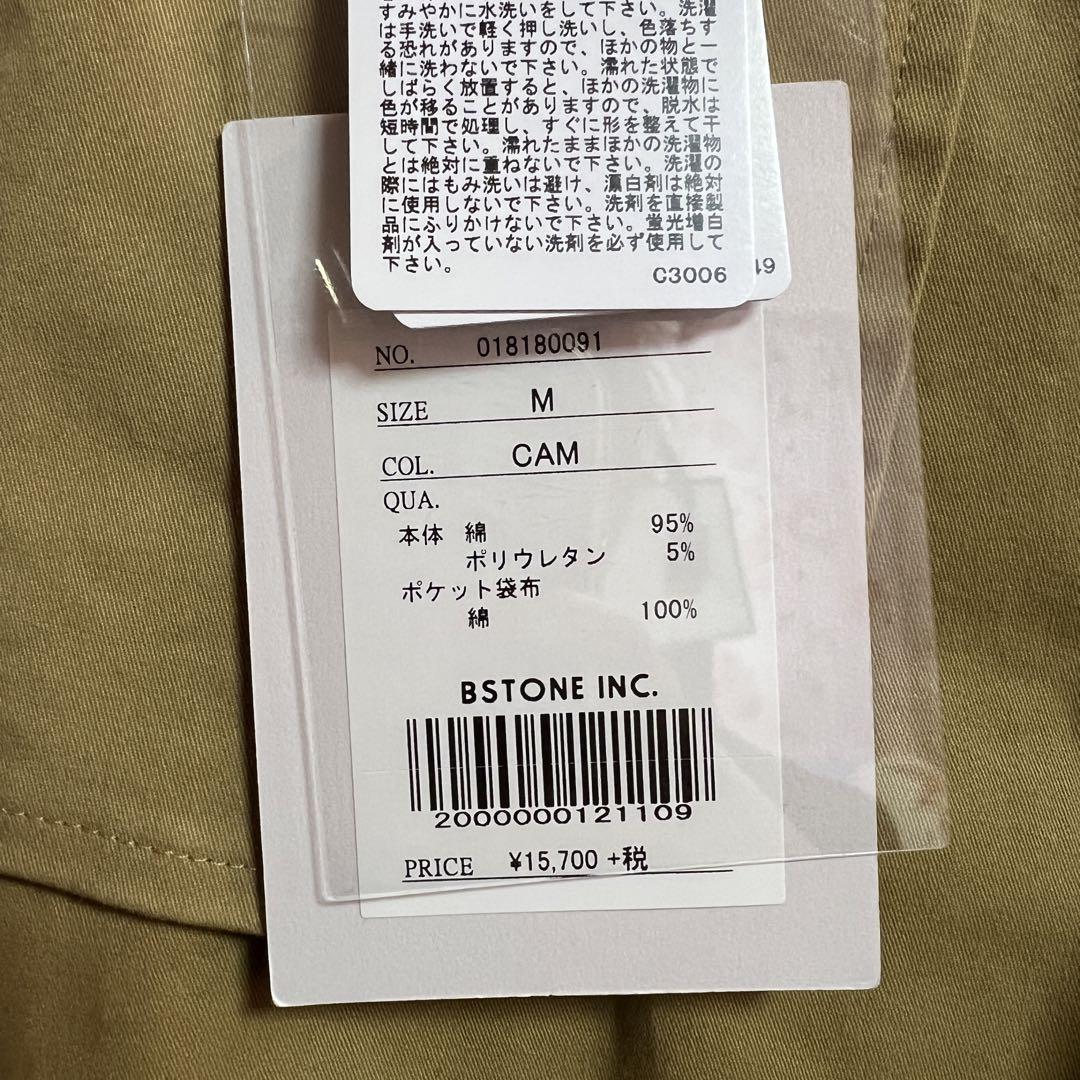 すみやかに水洗いをして下さい。洗濯
は手洗いで軽く押し洗いし、色落ちす
る恐れがありますので、ほかの物と一
緒に洗わないで下さい。濡れた状態で
しばらく放置すると、ほかの洗濯物に
色が移ることがありますので、脱水は
短時間で処理し、すぐに形を整えて干
して下さい。濡れたままほかの洗濯物
とは絶対に重ねないで下さい。洗濯の
際にはもみ洗いは避け、漂白剤は絶対
に使用しないで下さい。洗剤を直接製
品にふりかけないで下さい。蛍光増白
剤が入っていない洗剤を必ず使用して
下さい。
C3006
49
NO. 018180091
SIZE M
COL. CAM
QUA.
本体 綿 95%
ポリウレタン 5%
ポケット袋布
綿 100%
BSTONE INC.
2000000121109
PRICE ¥15,700 +税